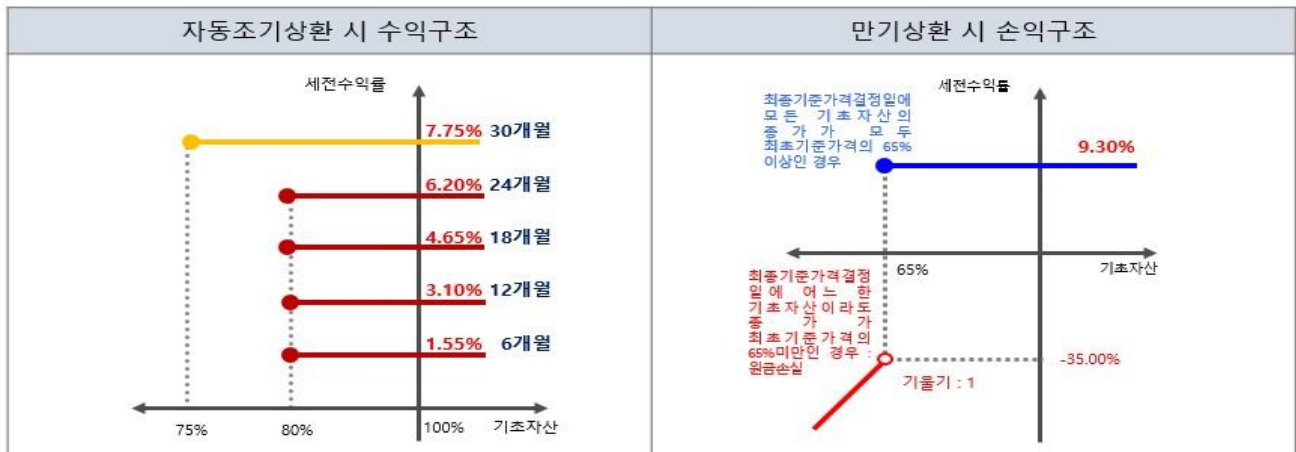 자동조기상환 시 수익구조
세전수익률
7.75% 30개월
6.20% 24개월
4.65% 18개월
3.10% 12개월
1.55% 6개월
75%
80%
100%
기초자산
만기상환 시 손익구조
세전수익률
최종기준가격결정일에
모든 기초자산의
종가가 모두
최초기준가격의 65%
이상인 경우
9.30%
65%
기초자산
최종기준가격결정
일에 어느 한
기초자산이라도
종가가
최초기준가격의
65%미만인 경우 :
원금손실
-35.00%
기울기 : 1